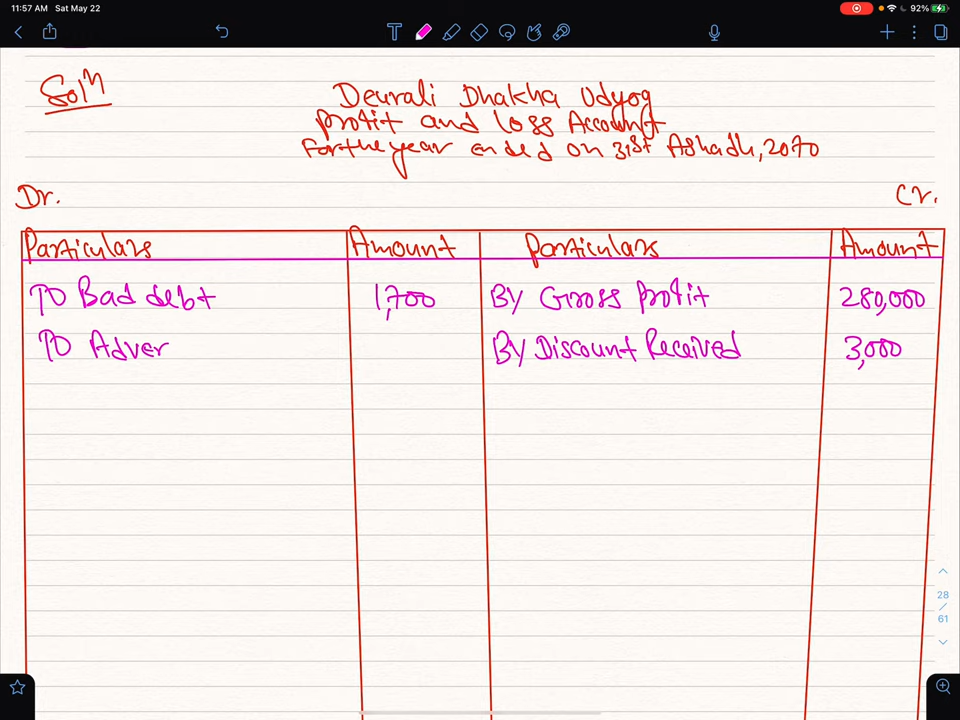 11:57 AM Sat May 22
92%
Solⁿ
Deurali Dhakha Udyog
Profit and loss Account
For the year ended on 31st Ashadh, 2070
Dr. Cr.
Particulars Amount Particulars Amount
TO Bad debt 1,700 By Gross profit 280,000
TO Adver By Discount Received 3,000
28
/
61